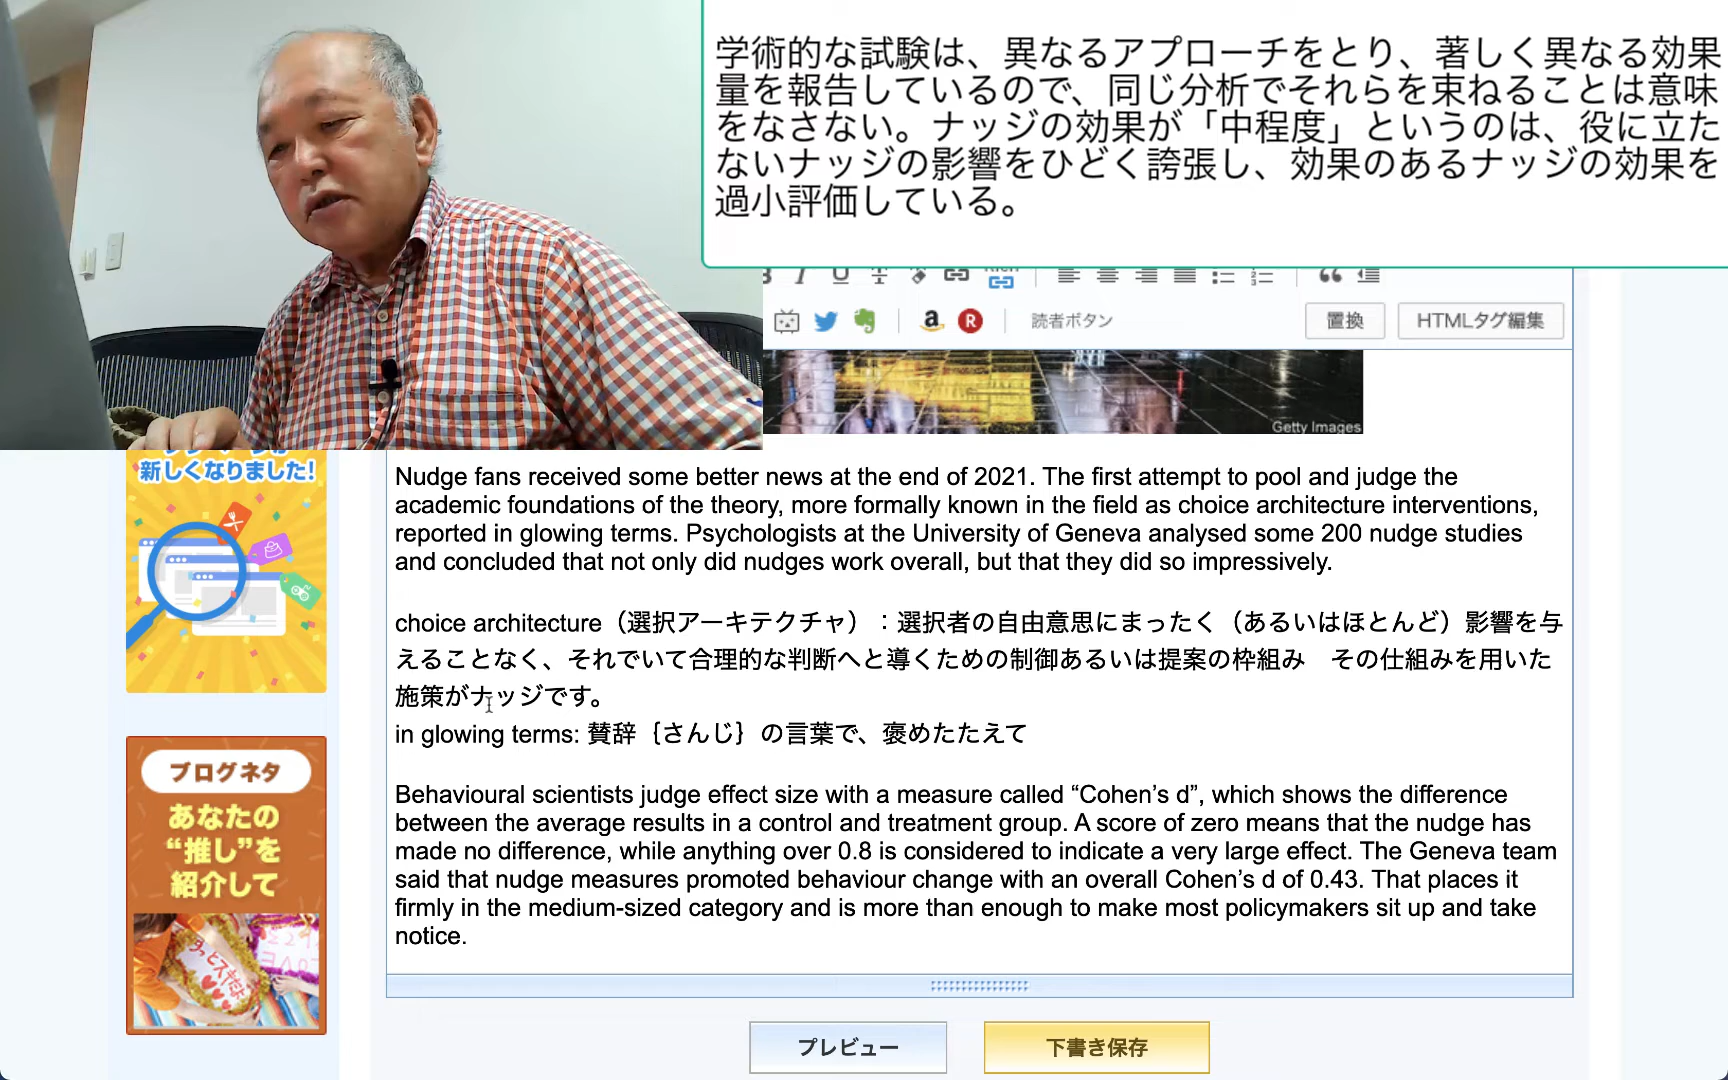 学術的な試験は、異なるアプローチをとり、著しく異なる効果
量を報告しているので、同じ分析でそれらを束ねることは意味
をなさない。ナッジの効果が「中程度」というのは、役に立た
ないナッジの影響をひどく誇張し、効果のあるナッジの効果を
過小評価している。
読者ボタン
置換
HTMLタグ編集
Getty Images
新しくなりました!
Nudge fans received some better news at the end of 2021. The first attempt to pool and judge the
academic foundations of the theory, more formally known in the field as choice architecture interventions,
reported in glowing terms. Psychologists at the University of Geneva analysed some 200 nudge studies
and concluded that not only did nudges work overall, but that they did so impressively.
choice architecture（選択アーキテクチャ）：選択者の自由意思にまったく（あるいはほとんど）影響を与
えることなく、それでいて合理的な判断へと導くための制御あるいは提案の枠組み　その仕組みを用いた
施策がナッジです。
in glowing terms: 賛辞｛さんじ｝の言葉で、褒めたたえて
Behavioural scientists judge effect size with a measure called “Cohen’s d”, which shows the difference
between the average results in a control and treatment group. A score of zero means that the nudge has
made no difference, while anything over 0.8 is considered to indicate a very large effect. The Geneva team
said that nudge measures promoted behaviour change with an overall Cohen’s d of 0.43. That places it
firmly in the medium-sized category and is more than enough to make most policymakers sit up and take
notice.
ブログネタ
あなたの
“推し”を
紹介して
プレビュー
下書き保存